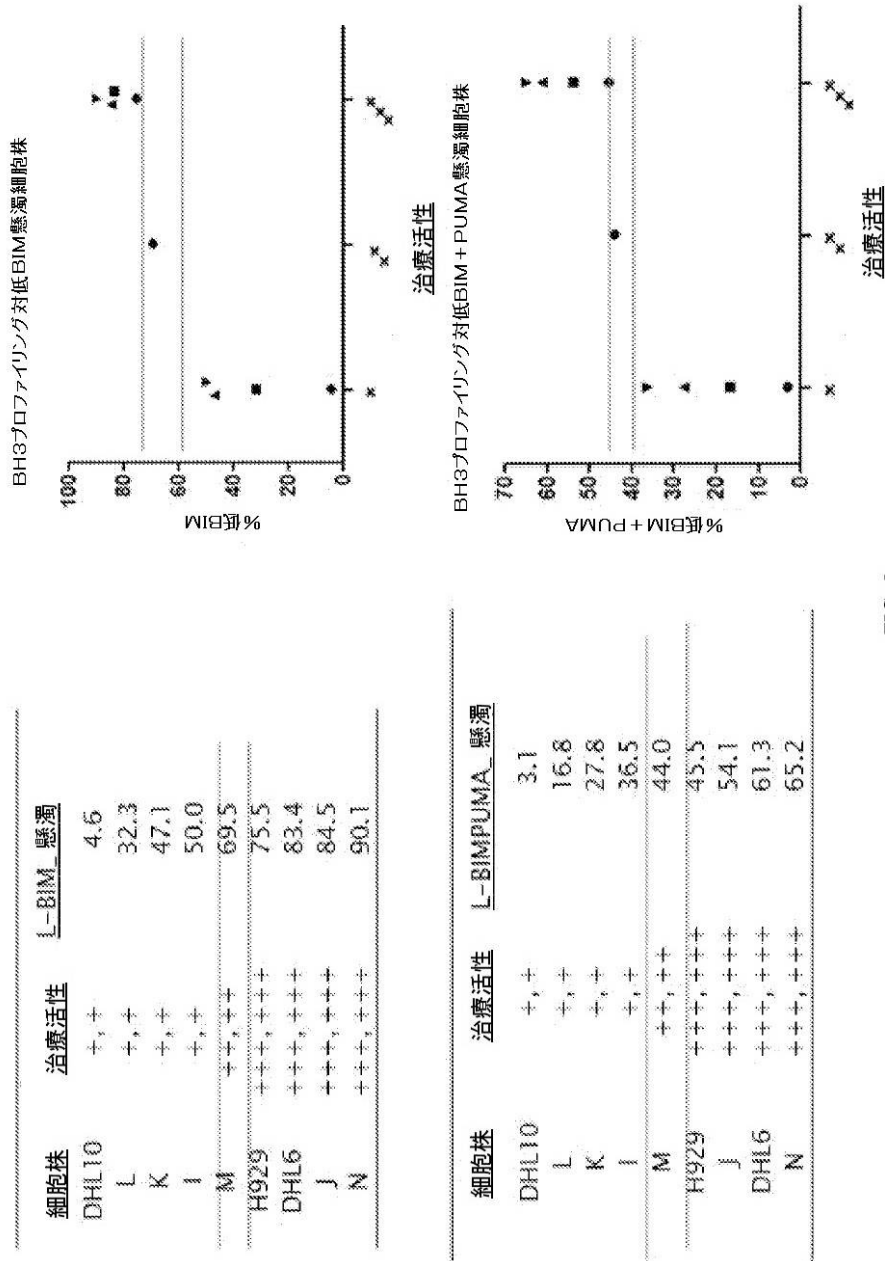 細胞株 治療活性 L-BIM_懸濁
DHL10 +,+ 4.6
L +,+ 32.3
K +,+ 47.1
I +,+ 50.0
M ++,++ 69.5
H929 +++,+++ 75.5
DHL6 +++,+++ 83.4
J +++,+++ 84.5
N +++,+++ 90.1
BH3プロファイリング対低BIM懸濁細胞株
%低BIM
100
80
60
40
20
0
+ ++ +++
治療活性
細胞株 治療活性 L-BIMPUMA_懸濁
DHL10 +,+ 3.1
L +,+ 16.8
K +,+ 27.8
I +,+ 36.5
M ++,++ 44.0
H929 +++,+++ 45.5
J +++,+++ 54.1
DHL6 +++,+++ 61.3
N +++,+++ 65.2
BH3プロファイリング対低BIM+PUMA懸濁細胞株
%低BIM+PUMA
70
60
50
40
30
20
10
0
+ ++ +++
治療活性